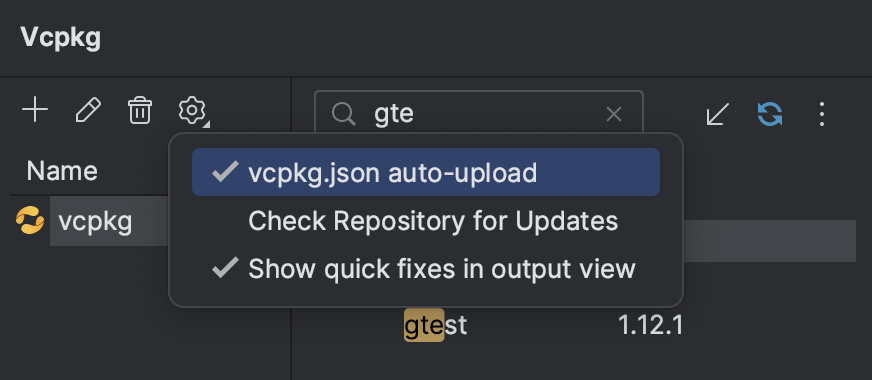 Vcpkg
gte
Name
vcpkg
vcpkg.json auto-upload
Check Repository for Updates
Show quick fixes in output view
gtest 1.12.1